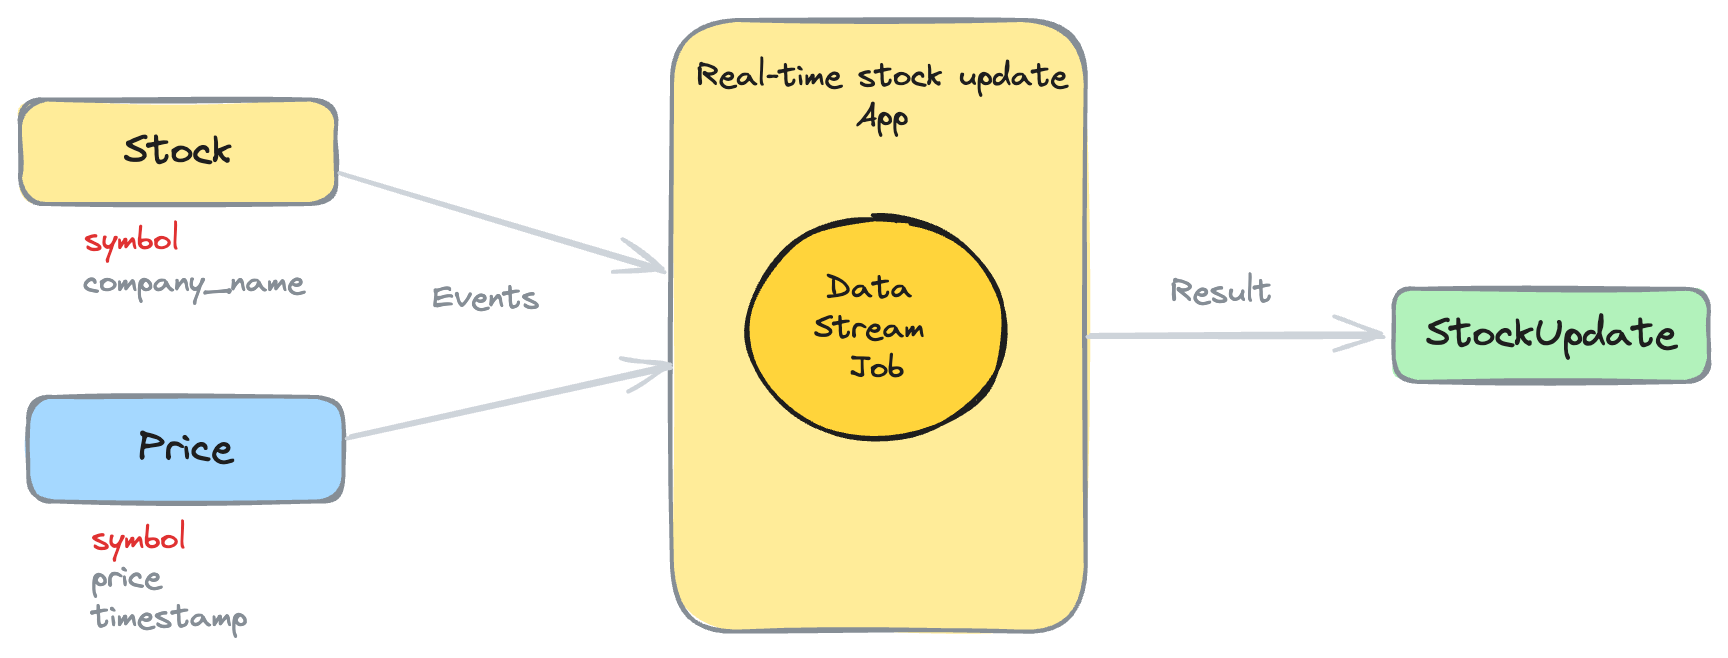 Stock
symbol
company_name
Price
symbol
price
timestamp
Events
Real-time stock update
App
Data
Stream
Job
Result
StockUpdate